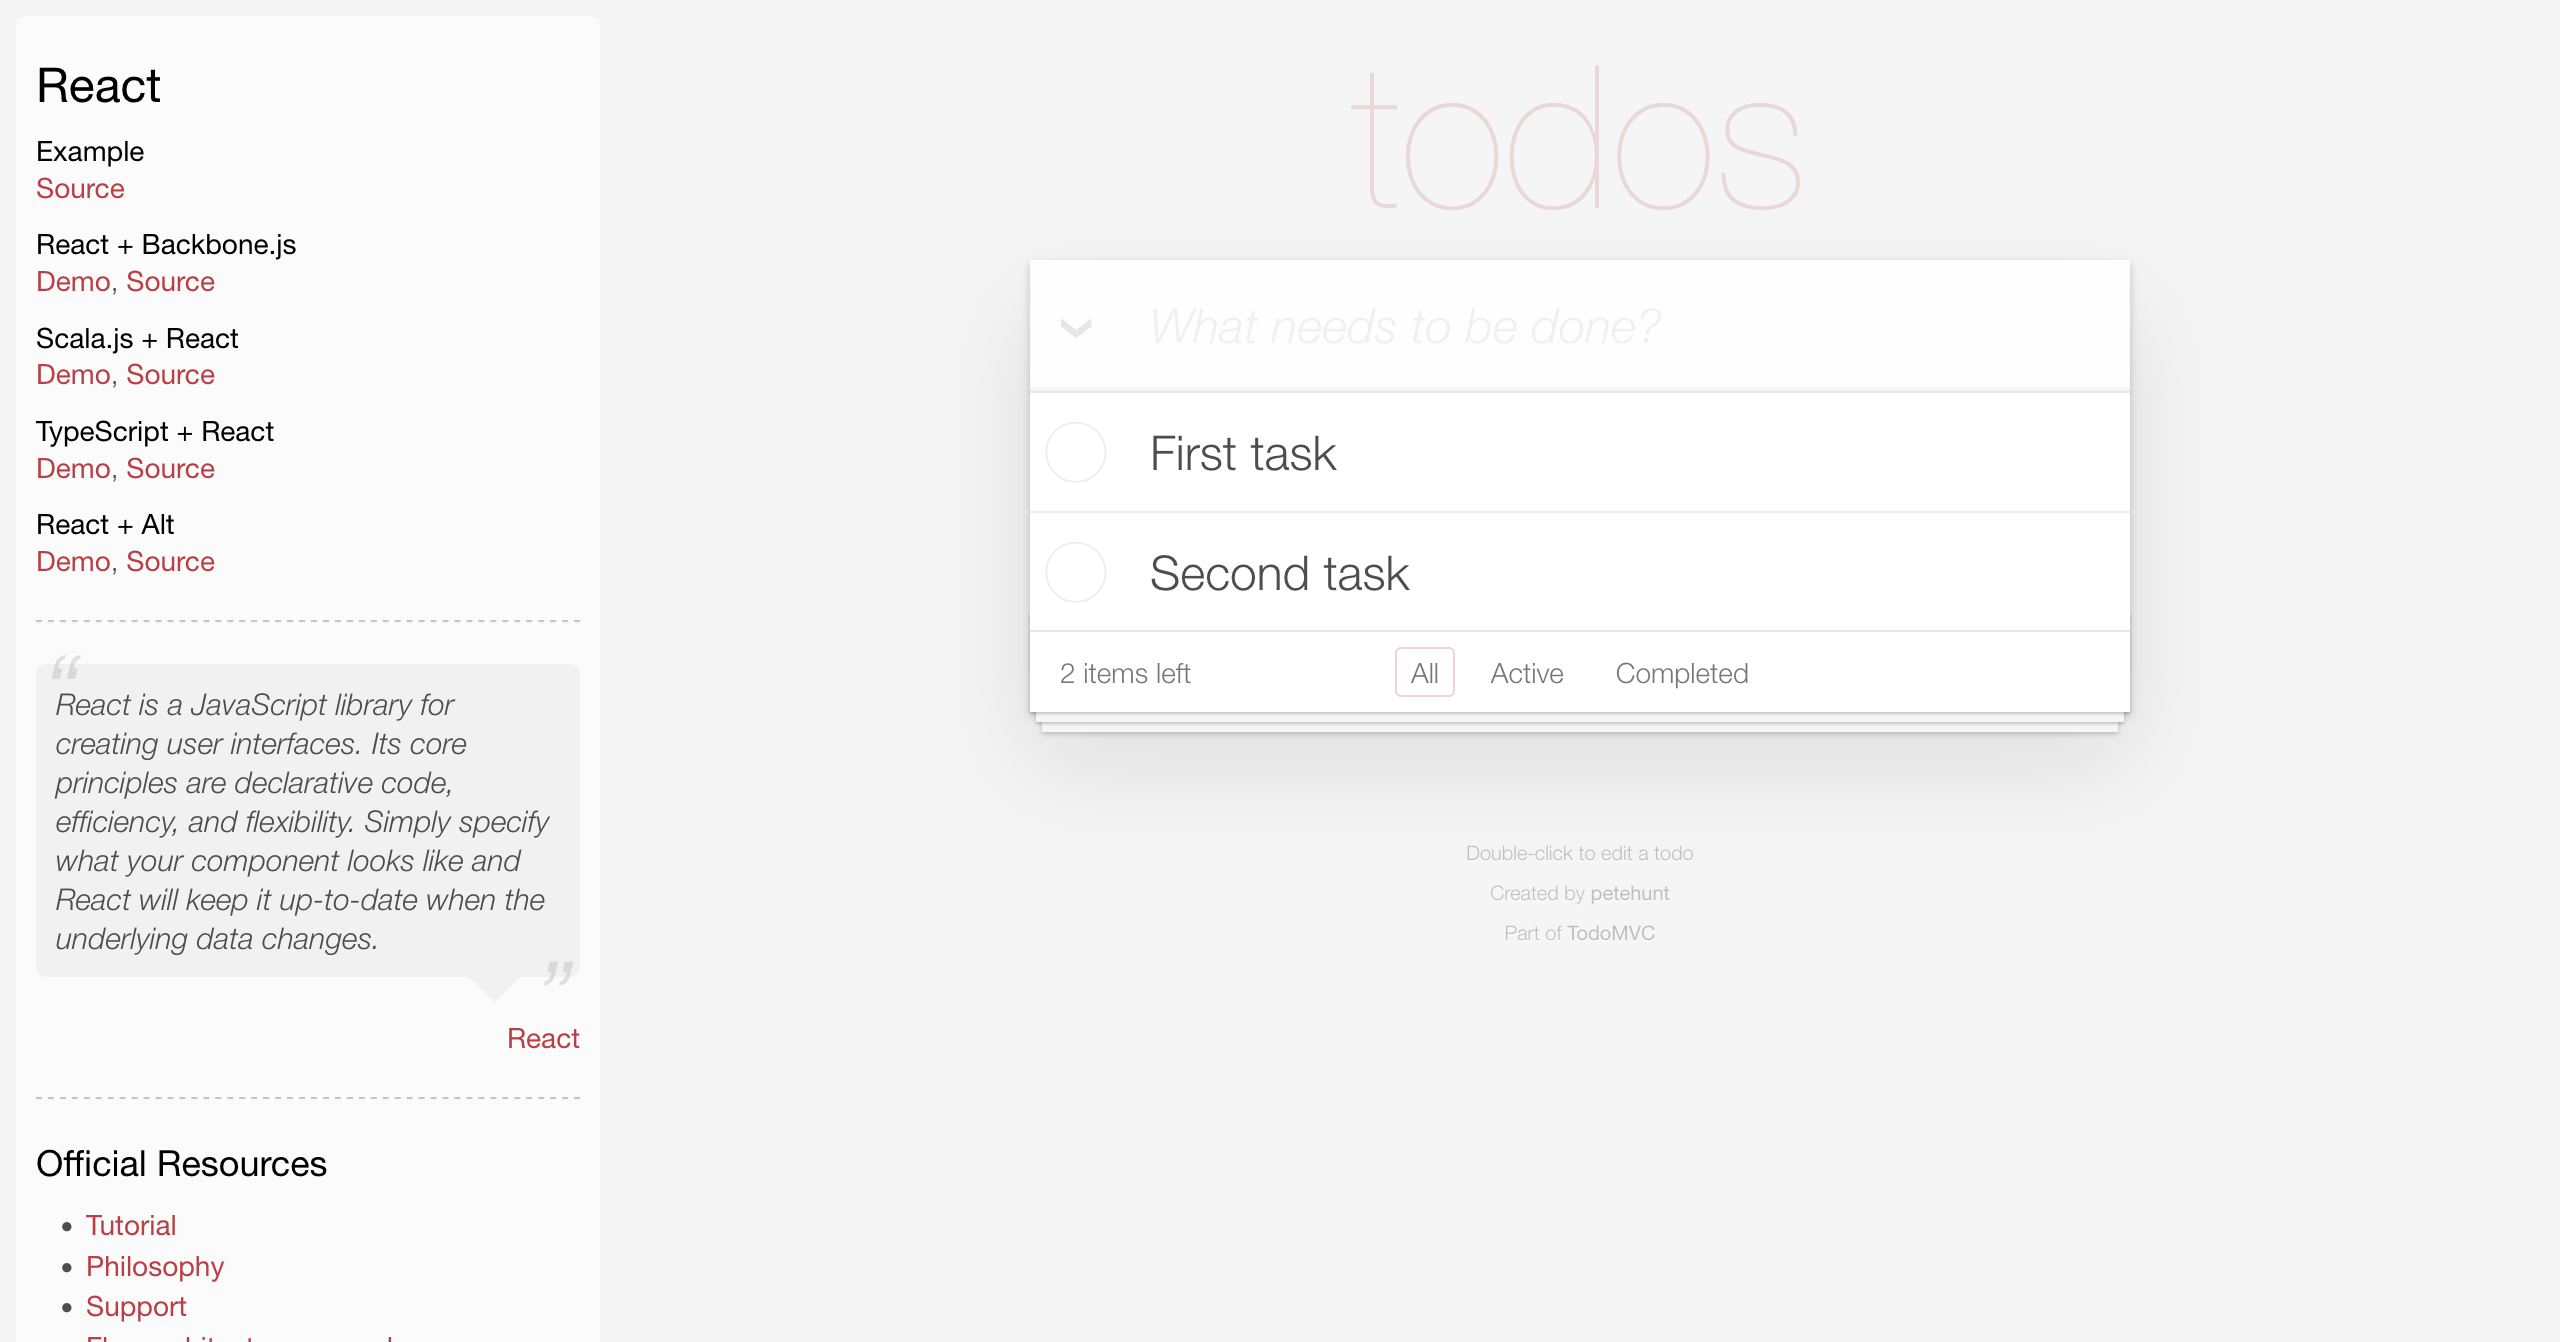 React
Example
Source
React + Backbone.js
Demo, Source
Scala.js + React
Demo, Source
TypeScript + React
Demo, Source
React + Alt
Demo, Source
“
React is a JavaScript library for
creating user interfaces. Its core
principles are declarative code,
efficiency, and flexibility. Simply specify
what your component looks like and
React will keep it up-to-date when the
underlying data changes.
”
React
Official Resources
• Tutorial
• Philosophy
• Support
todos
What needs to be done?
First task
Second task
2 items left All Active Completed
Double-click to edit a todo
Created by petehunt
Part of TodoMVC